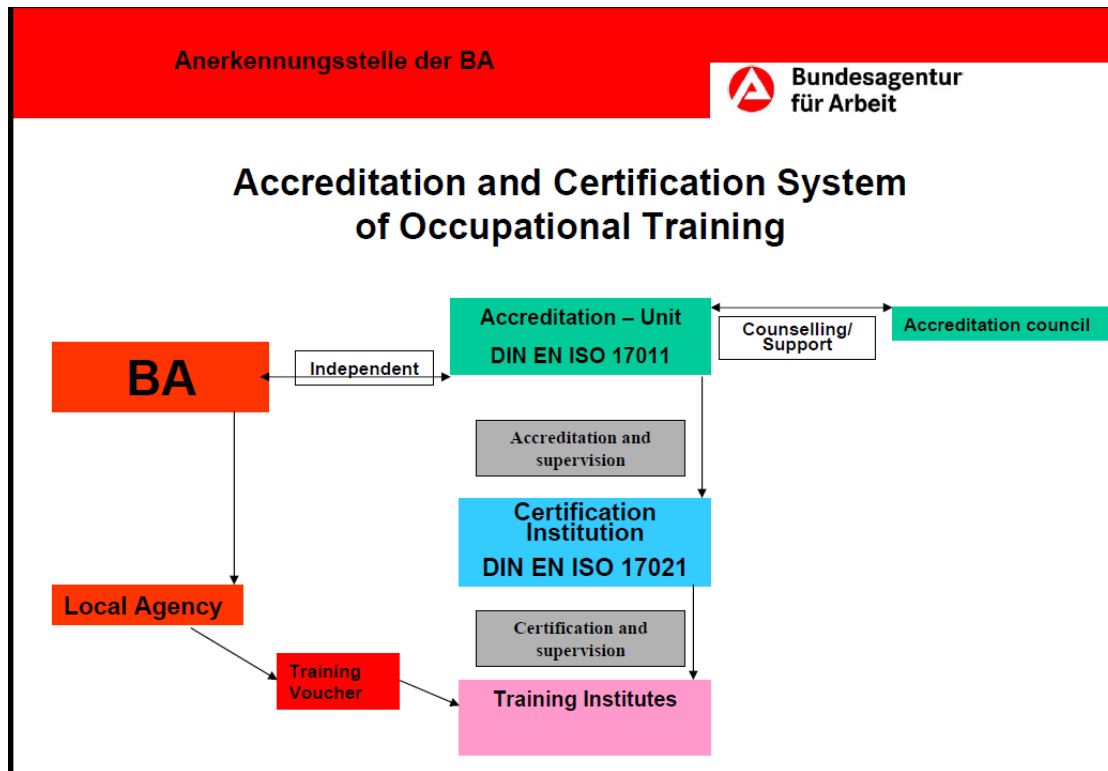 Anerkennungsstelle der BA
Bundesagentur
für Arbeit
Accreditation and Certification System
of Occupational Training
Accreditation – Unit
DIN EN ISO 17011
Counselling/
Support
Accreditation council
BA
Independent
Accreditation and
supervision
Certification
Institution
DIN EN ISO 17021
Local Agency
Certification and
supervision
Training
Voucher
Training Institutes